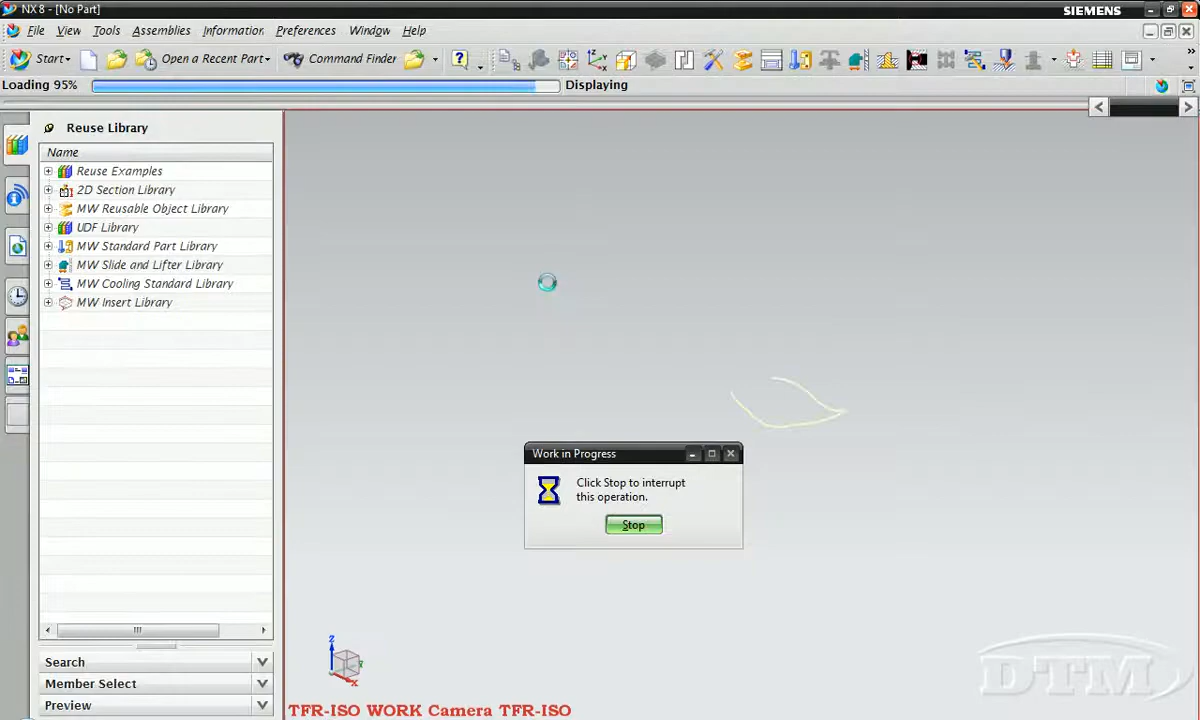 NX 8 - [No Part]
SIEMENS
File View Tools Assemblies Information Preferences Window Help
Start Open a Recent Part Command Finder
Loading 95% Displaying
Reuse Library
Name
Reuse Examples
2D Section Library
MW Reusable Object Library
UDF Library
MW Standard Part Library
MW Slide and Lifter Library
MW Cooling Standard Library
MW Insert Library
Work in Progress
Click Stop to interrupt
this operation.
Stop
Search
Member Select
Preview
Z
X
DTM
TFR-ISO WORK Camera TFR-ISO